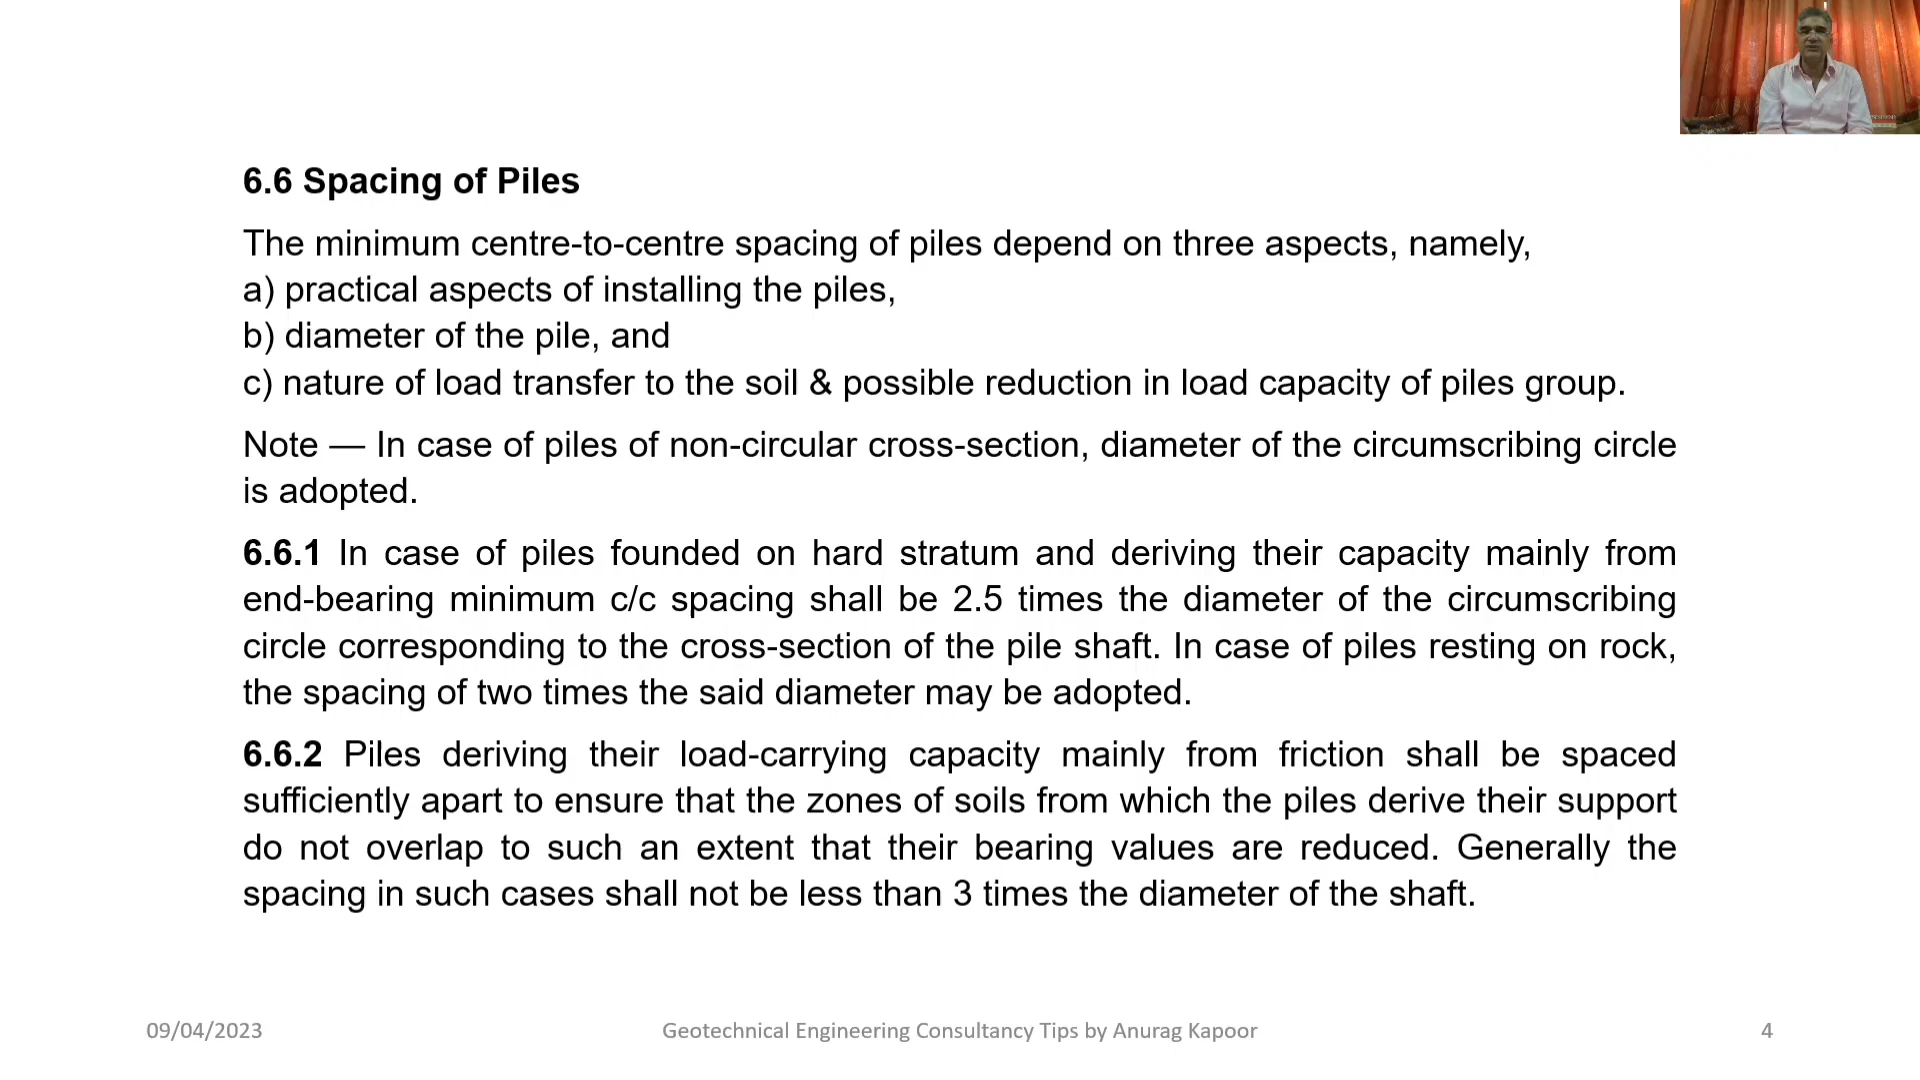 6.6 Spacing of Piles
The minimum centre-to-centre spacing of piles depend on three aspects, namely,
a) practical aspects of installing the piles,
b) diameter of the pile, and
c) nature of load transfer to the soil & possible reduction in load capacity of piles group.
Note — In case of piles of non-circular cross-section, diameter of the circumscribing circle
is adopted.
6.6.1 In case of piles founded on hard stratum and deriving their capacity mainly from
end-bearing minimum c/c spacing shall be 2.5 times the diameter of the circumscribing
circle corresponding to the cross-section of the pile shaft. In case of piles resting on rock,
the spacing of two times the said diameter may be adopted.
6.6.2 Piles deriving their load-carrying capacity mainly from friction shall be spaced
sufficiently apart to ensure that the zones of soils from which the piles derive their support
do not overlap to such an extent that their bearing values are reduced. Generally the
spacing in such cases shall not be less than 3 times the diameter of the shaft.
09/04/2023
Geotechnical Engineering Consultancy Tips by Anurag Kapoor
4